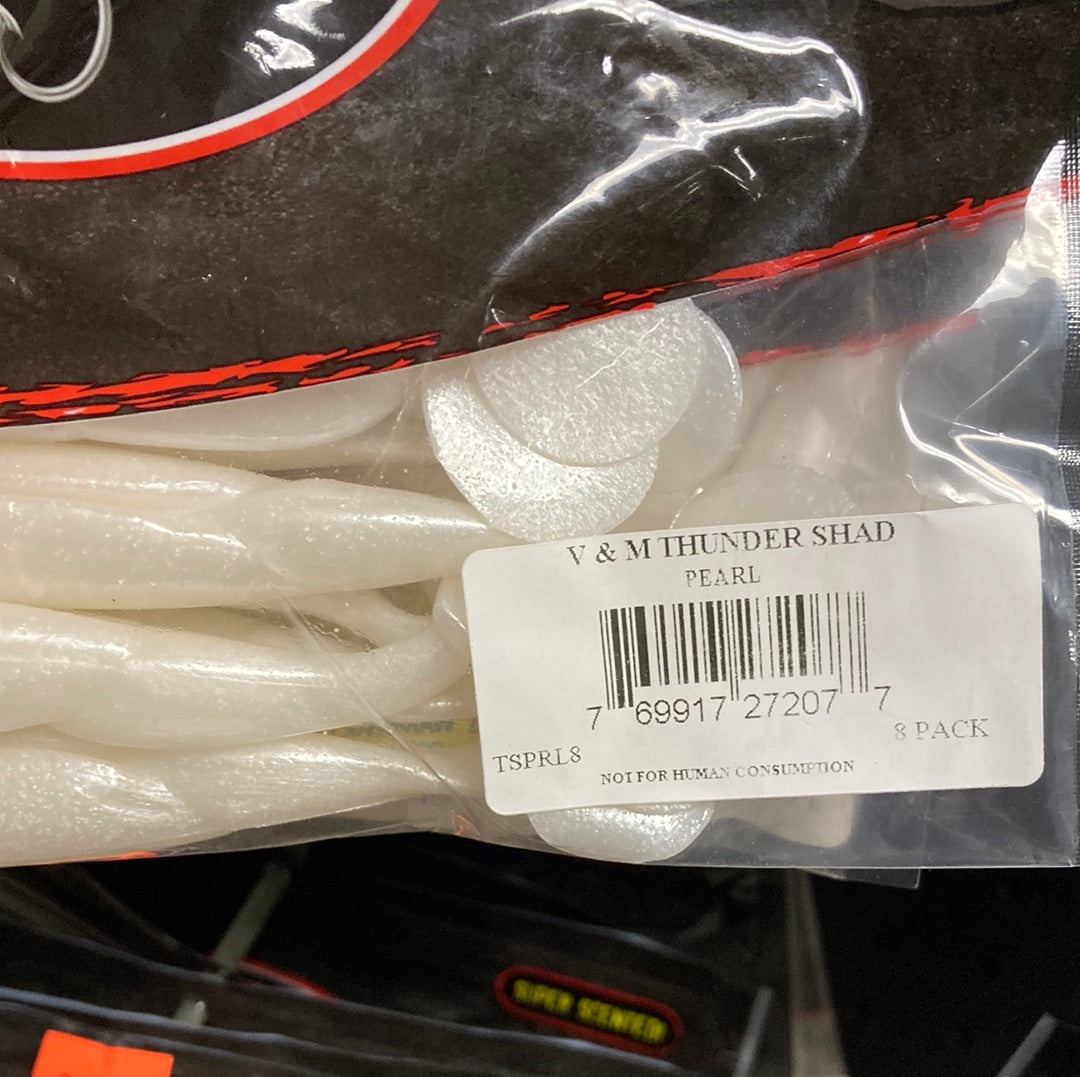 V & M THUNDER SHAD
PEARL
7 69917 27207 7
TSPRL8
8 PACK
NOT FOR HUMAN CONSUMPTION
SUPER SCENTED!